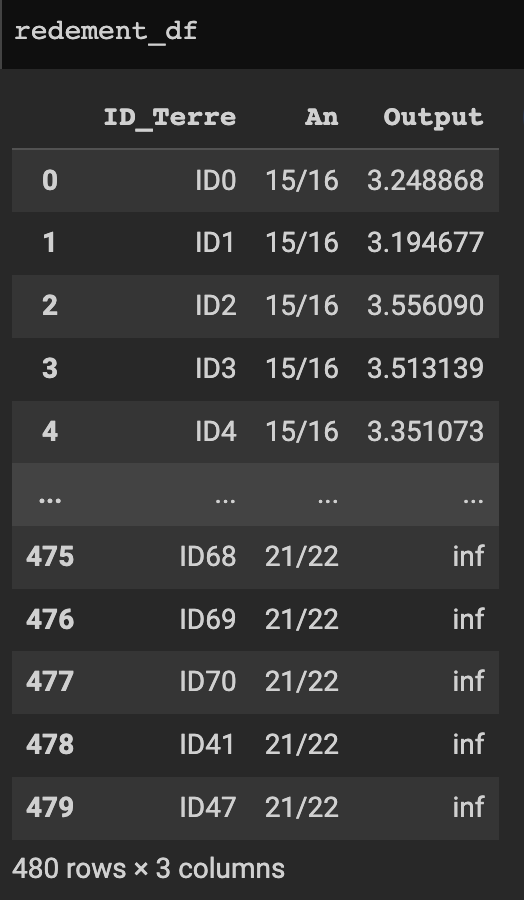 redement_df
ID_Terre An Output
0 ID0 15/16 3.248868
1 ID1 15/16 3.194677
2 ID2 15/16 3.556090
3 ID3 15/16 3.513139
4 ID4 15/16 3.351073
... ... ... ...
475 ID68 21/22 inf
476 ID69 21/22 inf
477 ID70 21/22 inf
478 ID41 21/22 inf
479 ID47 21/22 inf
480 rows × 3 columns